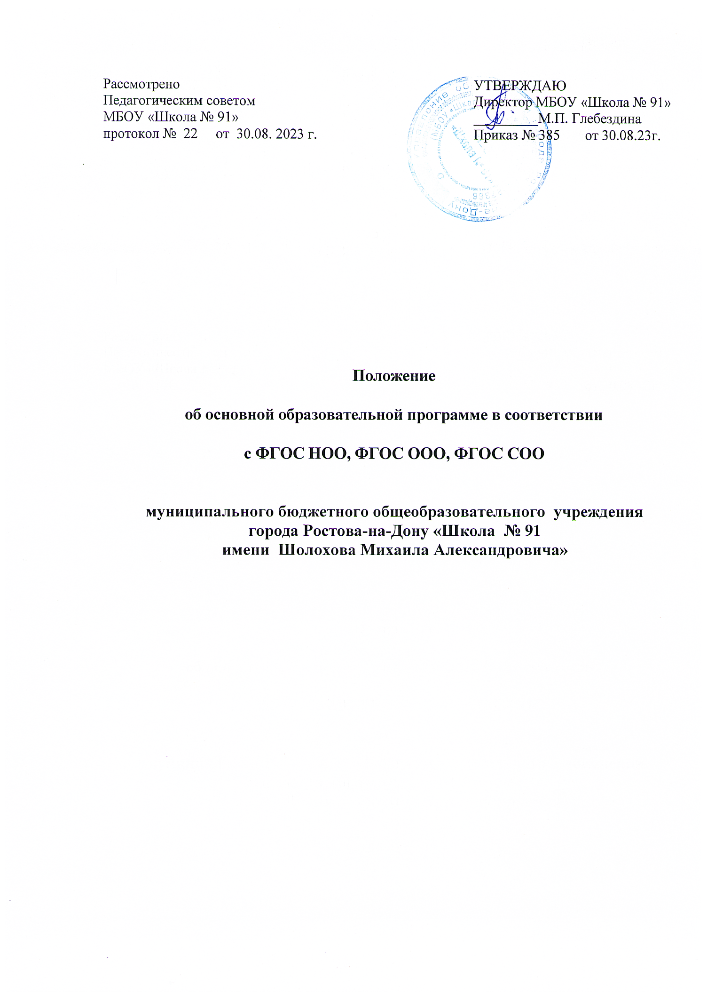 Рассмотрено
Педагогическим советом
МБОУ «Школа № 91»
протокол № 22 от 30.08. 2023 г.
УТВЕРЖДАЮ
Директор МБОУ «Школа № 91»
__________М.П. Глебездина
Приказ № 385 от 30.08.23г.
Положение
об основной образовательной программе в соответствии
с ФГОС НОО, ФГОС ООО, ФГОС СОО
муниципального бюджетного общеобразовательного учреждения
города Ростова-на-Дону «Школа № 91
имени Шолохова Михаила Александровича»